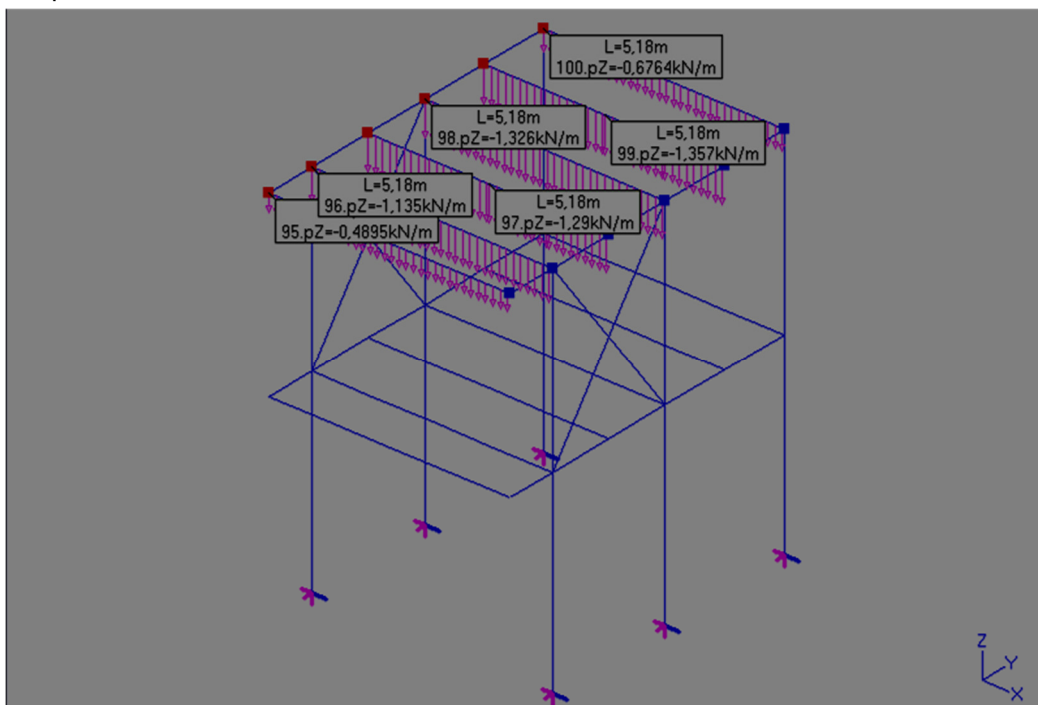 L=5,18m
100.pZ=-0,6764kN/m
L=5,18m
98.pZ=-1,326kN/m
L=5,18m
99.pZ=-1,357kN/m
L=5,18m
96.pZ=-1,135kN/m
L=5,18m
97.pZ=-1,29kN/m
95.pZ=-0,4895kN/m
Z
Y
X